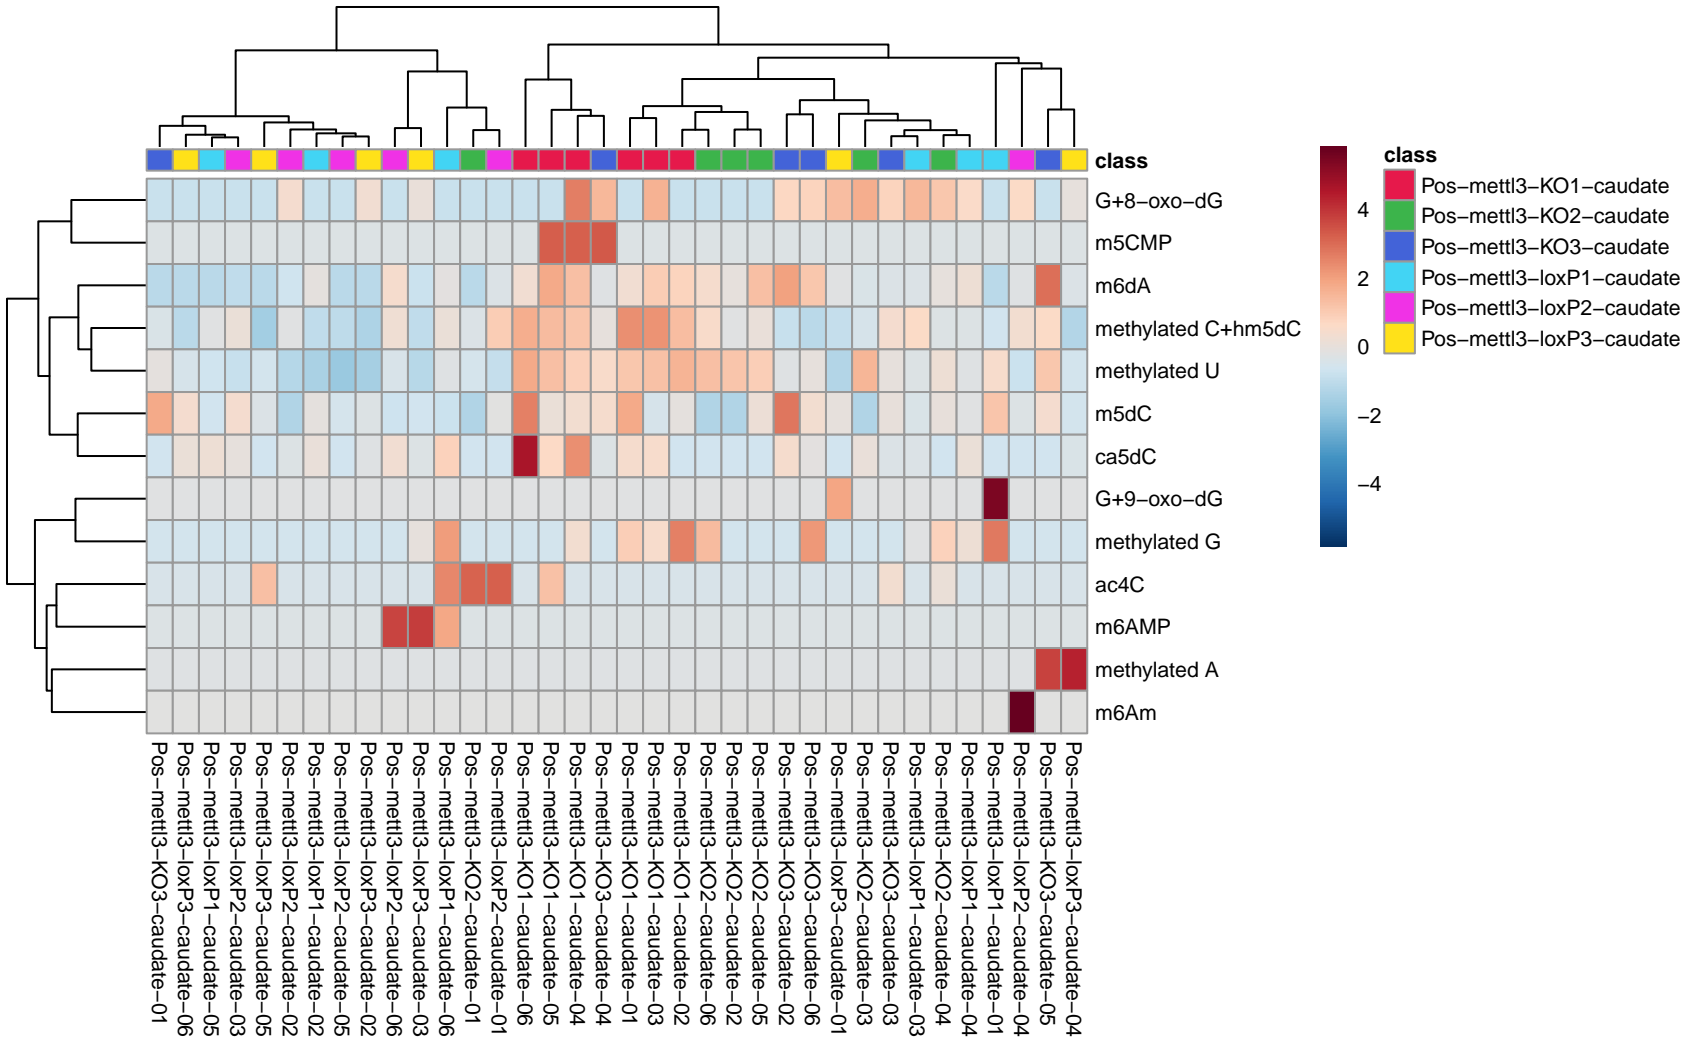 class
G+8−oxo−dG
m5CMP
m6dA
methylated C+hm5dC
methylated U
m5dC
ca5dC
G+9−oxo−dG
methylated G
ac4C
m6AMP
methylated A
m6Am
4
2
0
−2
−4
class
Pos−mettl3−KO1−caudate
Pos−mettl3−KO2−caudate
Pos−mettl3−KO3−caudate
Pos−mettl3−loxP1−caudate
Pos−mettl3−loxP2−caudate
Pos−mettl3−loxP3−caudate
Pos−mettl3−KO3−caudate−01
Pos−mettl3−loxP3−caudate−06
Pos−mettl3−loxP1−caudate−05
Pos−mettl3−loxP2−caudate−03
Pos−mettl3−loxP3−caudate−05
Pos−mettl3−loxP2−caudate−02
Pos−mettl3−loxP1−caudate−02
Pos−mettl3−loxP2−caudate−05
Pos−mettl3−loxP3−caudate−02
Pos−mettl3−loxP2−caudate−06
Pos−mettl3−loxP3−caudate−03
Pos−mettl3−loxP1−caudate−06
Pos−mettl3−KO2−caudate−01
Pos−mettl3−loxP2−caudate−01
Pos−mettl3−KO1−caudate−06
Pos−mettl3−KO1−caudate−05
Pos−mettl3−KO1−caudate−04
Pos−mettl3−KO3−caudate−04
Pos−mettl3−KO1−caudate−01
Pos−mettl3−KO1−caudate−03
Pos−mettl3−KO1−caudate−02
Pos−mettl3−KO2−caudate−06
Pos−mettl3−KO2−caudate−02
Pos−mettl3−KO2−caudate−05
Pos−mettl3−KO3−caudate−02
Pos−mettl3−KO3−caudate−06
Pos−mettl3−loxP3−caudate−01
Pos−mettl3−KO2−caudate−03
Pos−mettl3−KO3−caudate−03
Pos−mettl3−loxP1−caudate−03
Pos−mettl3−KO2−caudate−04
Pos−mettl3−loxP1−caudate−04
Pos−mettl3−loxP1−caudate−01
Pos−mettl3−loxP2−caudate−04
Pos−mettl3−KO3−caudate−05
Pos−mettl3−loxP3−caudate−04